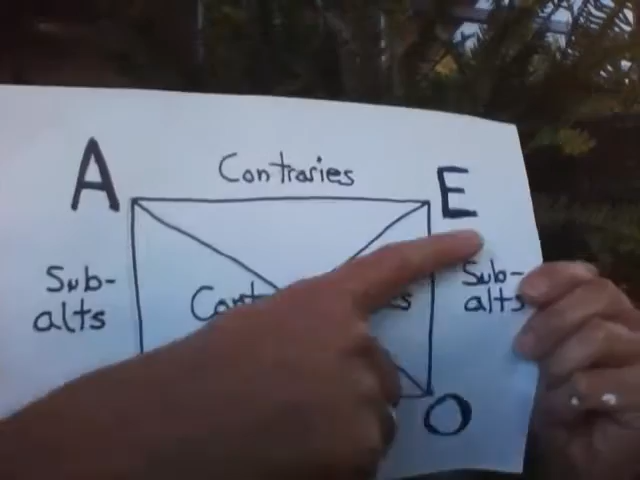 Contraries
A E
Sub-
alts
Sub-
alts
O